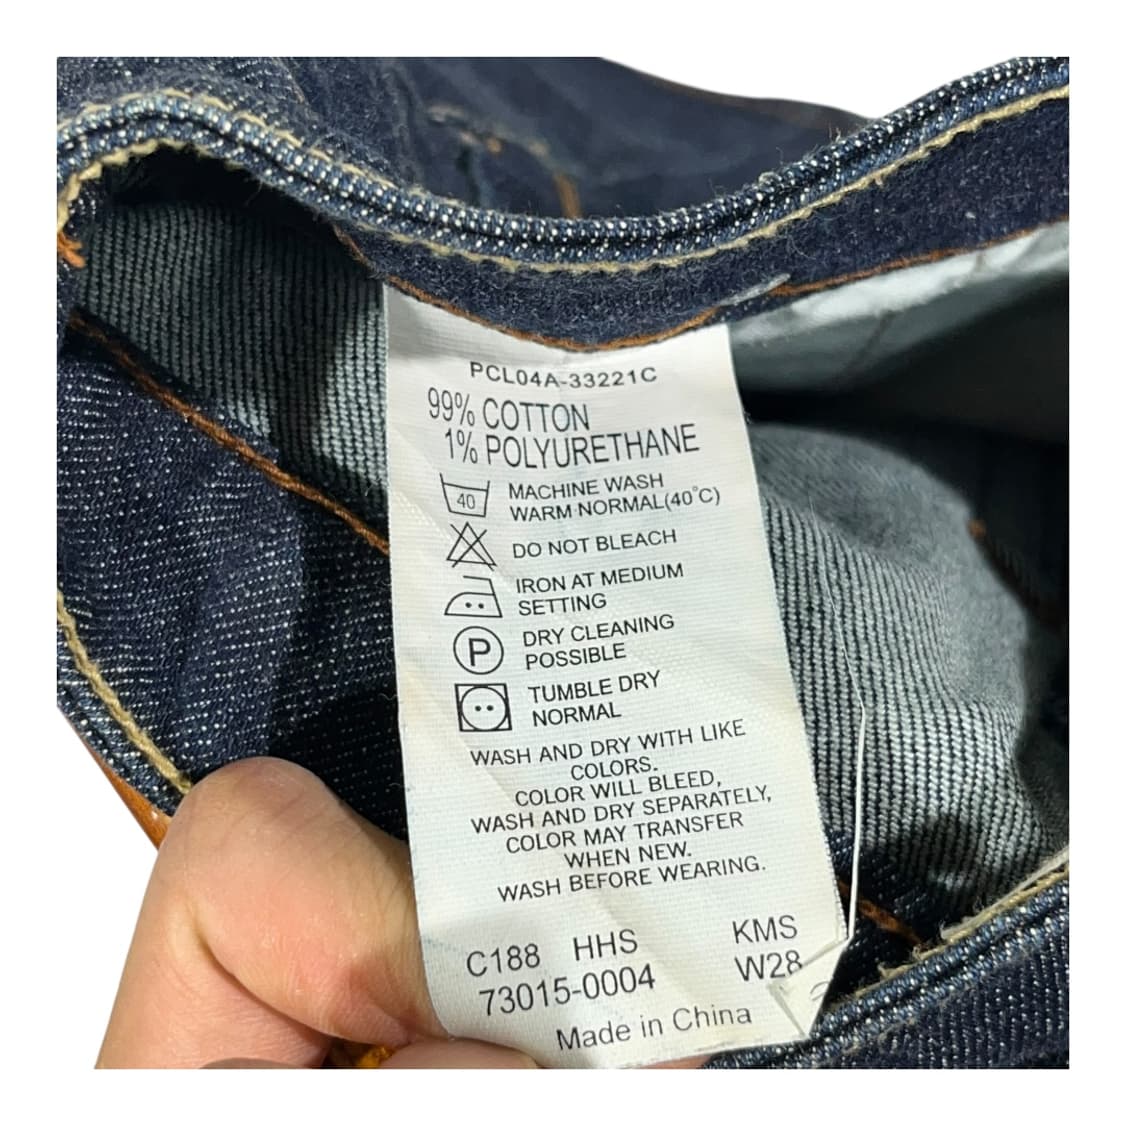 PCL04A-33221C
99% COTTON
1% POLYURETHANE
40 MACHINE WASH
WARM NORMAL(40°C)
DO NOT BLEACH
IRON AT MEDIUM
SETTING
P DRY CLEANING
POSSIBLE
TUMBLE DRY
NORMAL
WASH AND DRY WITH LIKE
COLORS.
COLOR WILL BLEED,
WASH AND DRY SEPARATELY,
COLOR MAY TRANSFER
WHEN NEW.
WASH BEFORE WEARING.
C188 HHS KMS
73015-0004 W28
Made in China